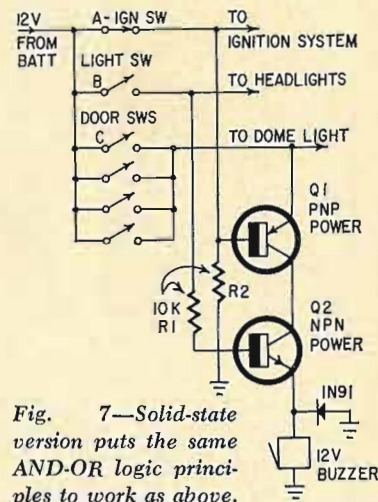 12V
FROM
BATT
A-IGN SW
TO
IGNITION SYSTEM
LIGHT SW
B
TO HEADLIGHTS
DOOR SWS
C
TO DOME LIGHT
Q1
PNP
POWER
R2
10K
R1
Q2
NPN
POWER
1N91
12V
BUZZER
Fig. 7—Solid-state
version puts the same
AND-OR logic princi-
ples to work as above.